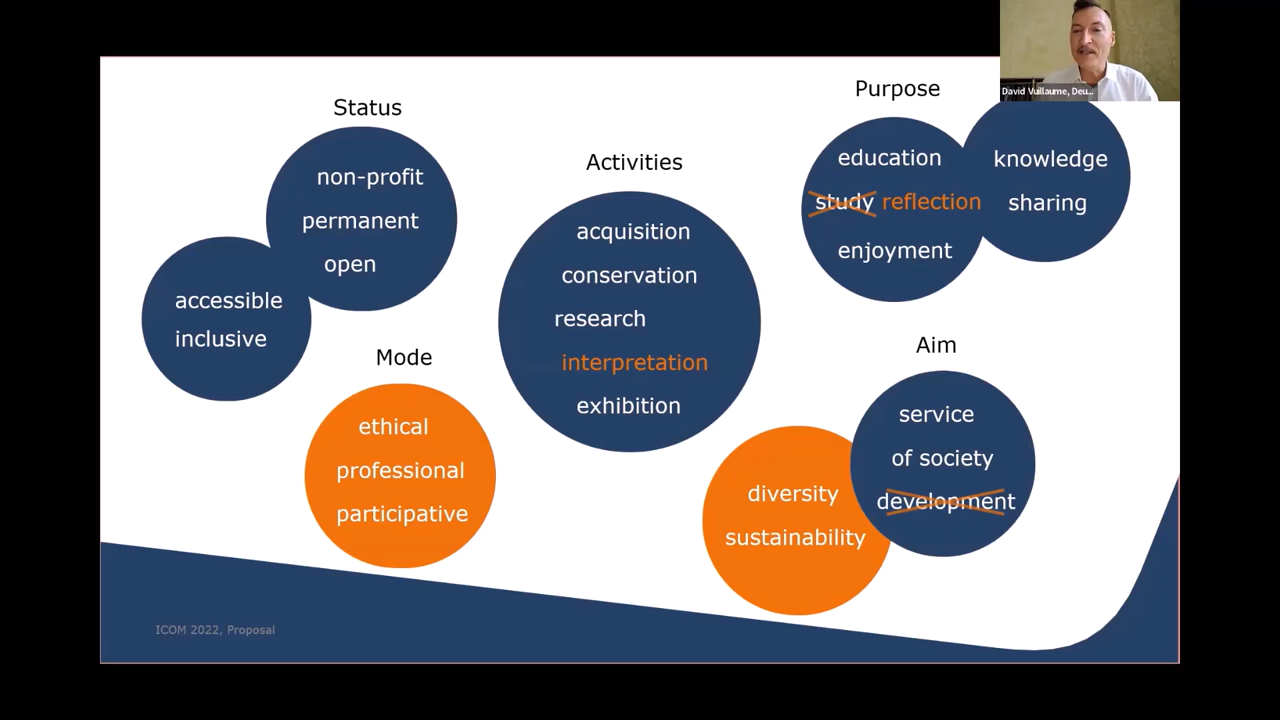 Status
non-profit
permanent
open
accessible
inclusive
Mode
ethical
professional
participative
Activities
acquisition
conservation
research
interpretation
exhibition
Purpose
education
study reflection
enjoyment
knowledge
sharing
Aim
service
of society
development
diversity
sustainability
ICOM 2022, Proposal
David Vuillaume, Deu...